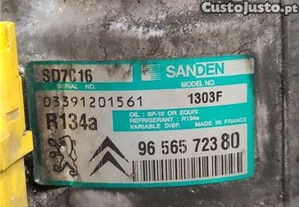 CustoJusto.pt
SD7C16
SANDEN
SERIAL NO.
MODEL NO.
03391201561
1303F
R134a
OIL : SP-10 OR EQUIV.
REFRIGERANT : R134a
VARIABLE DISP. MADE IN FRANCE
96 565 723 80